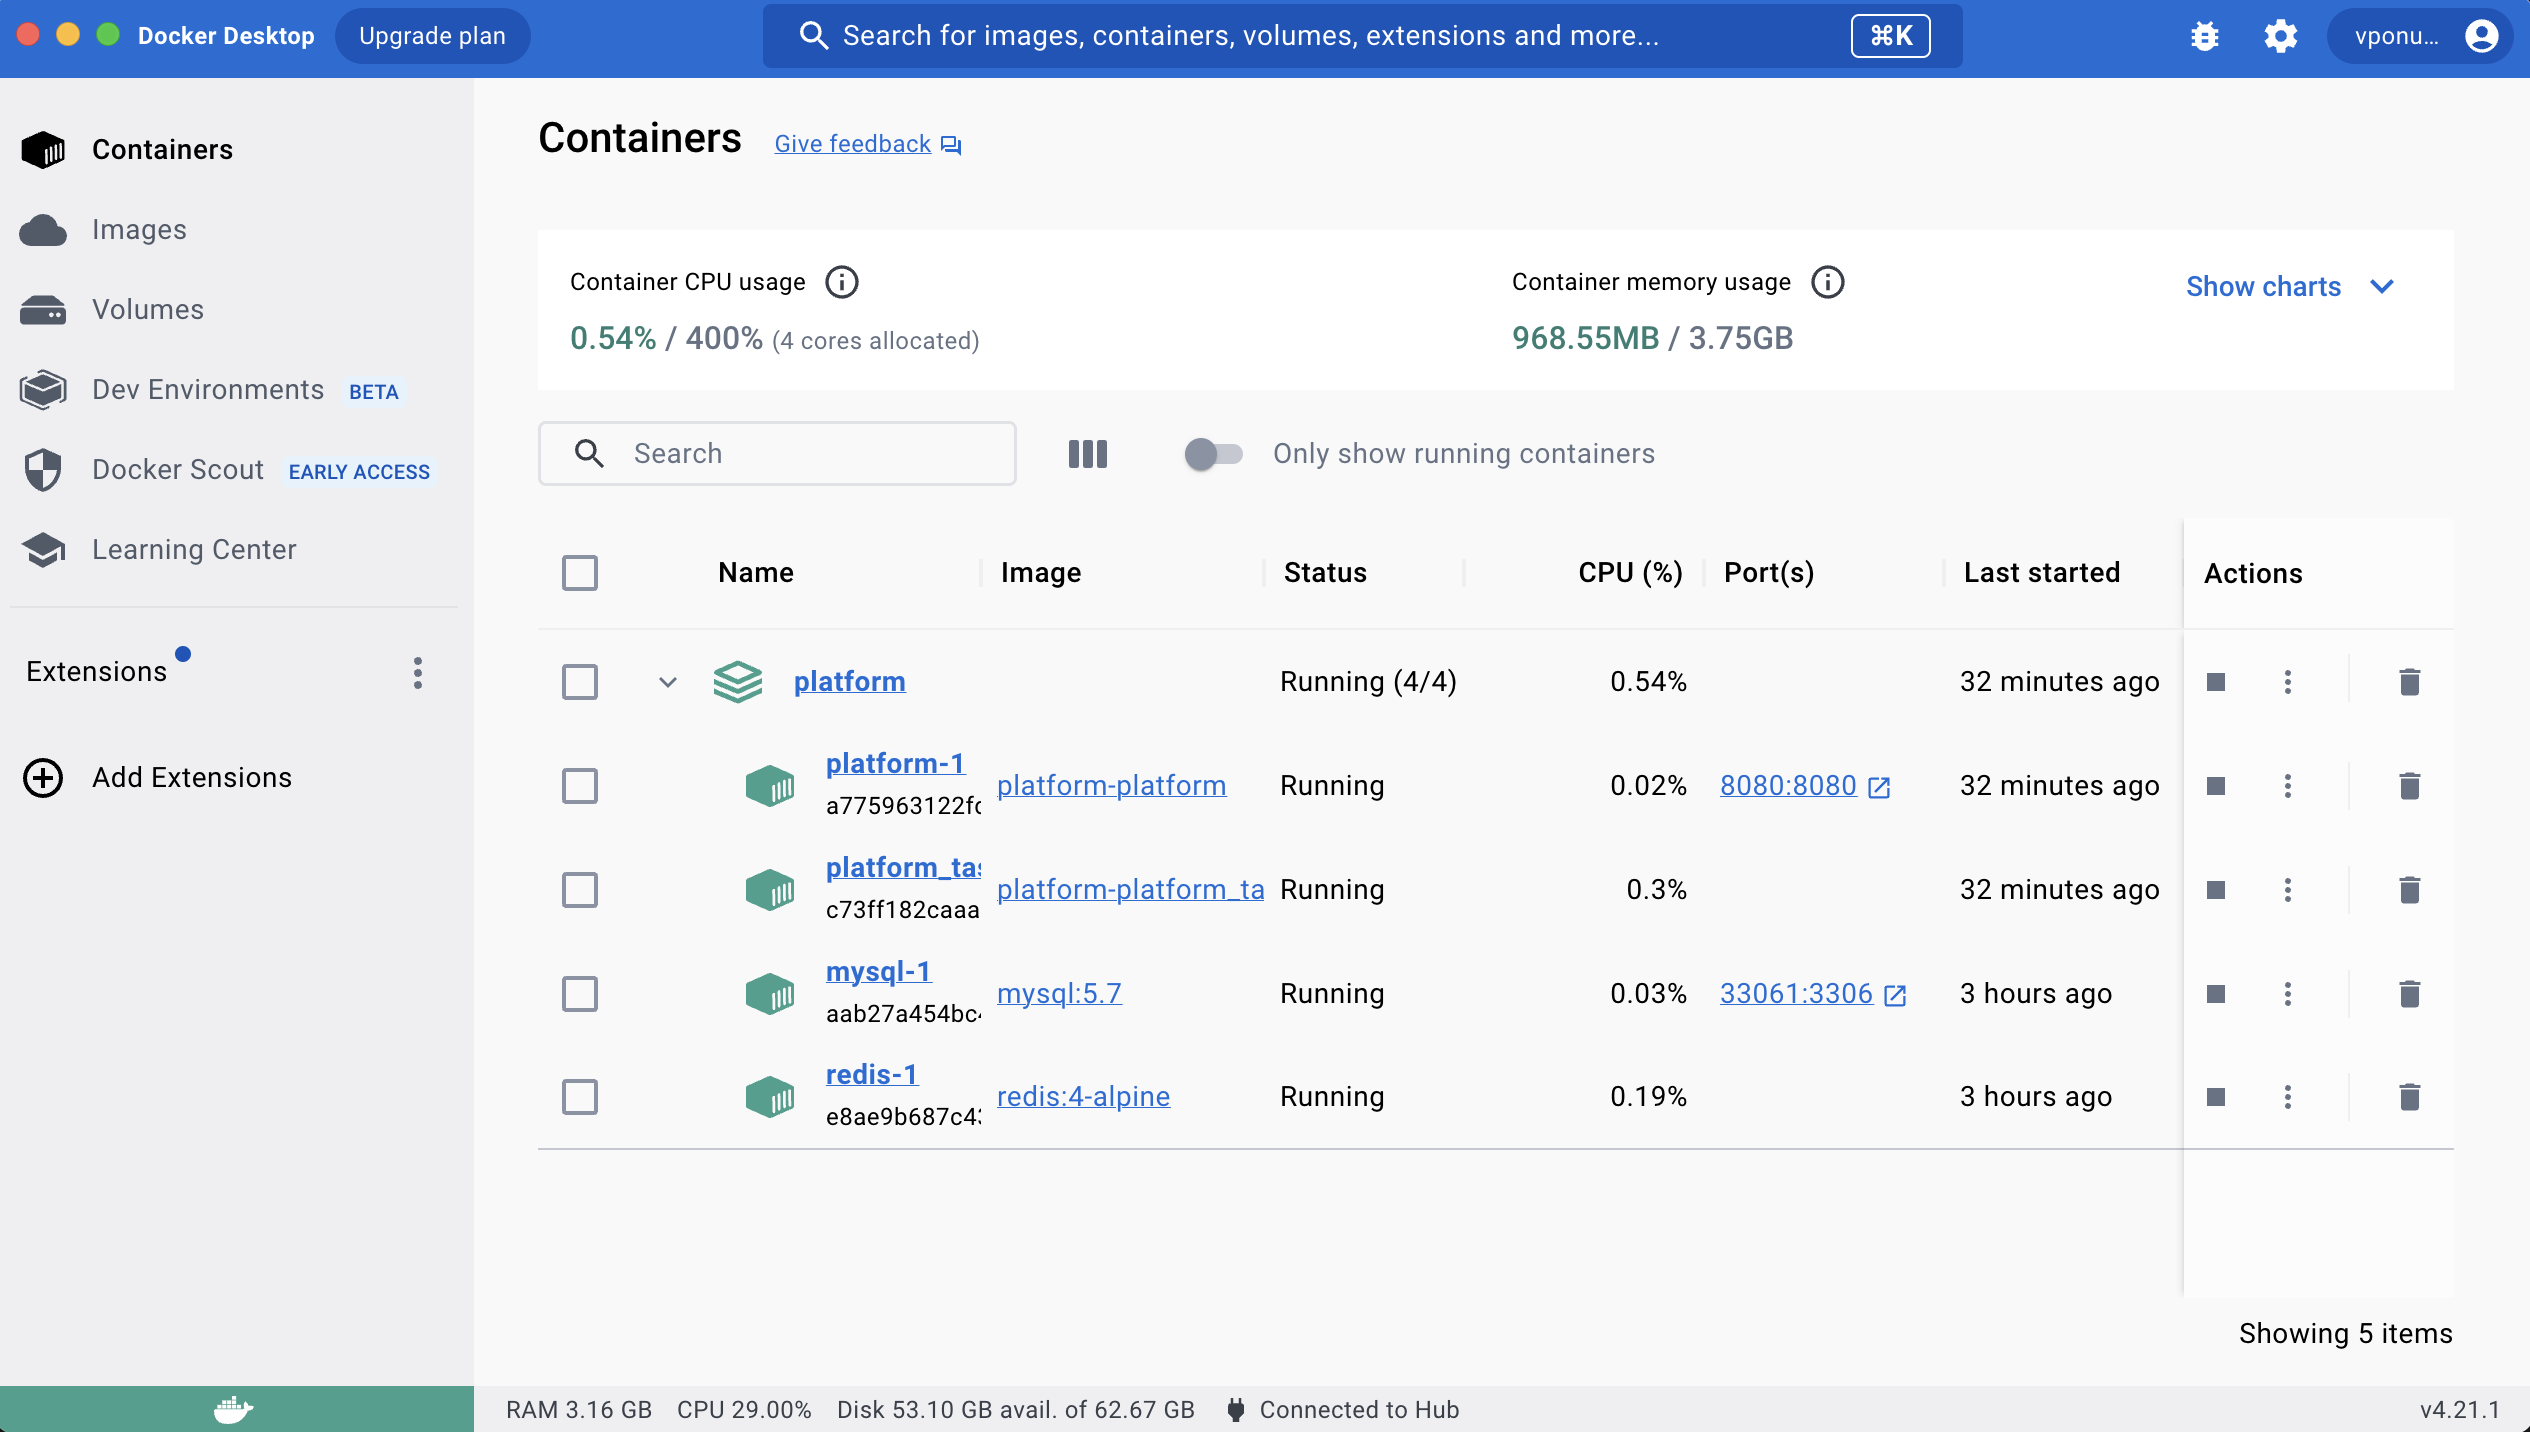 Docker Desktop
Upgrade plan
Search for images, containers, volumes, extensions and more...
⌘K
vponu...
Containers
Images
Volumes
Dev Environments BETA
Docker Scout EARLY ACCESS
Learning Center
Extensions
Add Extensions
Containers Give feedback
Container CPU usage
0.54% / 400% (4 cores allocated)
Container memory usage
968.55MB / 3.75GB
Show charts
Search
Only show running containers
Name Image Status CPU (%) Port(s) Last started Actions
platform Running (4/4) 0.54% 32 minutes ago
platform-1
a775963122fc
platform-platform Running 0.02% 8080:8080 32 minutes ago
platform_tas
c73ff182caaa
platform-platform_ta Running 0.3% 32 minutes ago
mysql-1
aab27a454bc4
mysql:5.7 Running 0.03% 33061:3306 3 hours ago
redis-1
e8ae9b687c43
redis:4-alpine Running 0.19% 3 hours ago
Showing 5 items
RAM 3.16 GB CPU 29.00% Disk 53.10 GB avail. of 62.67 GB Connected to Hub
v4.21.1